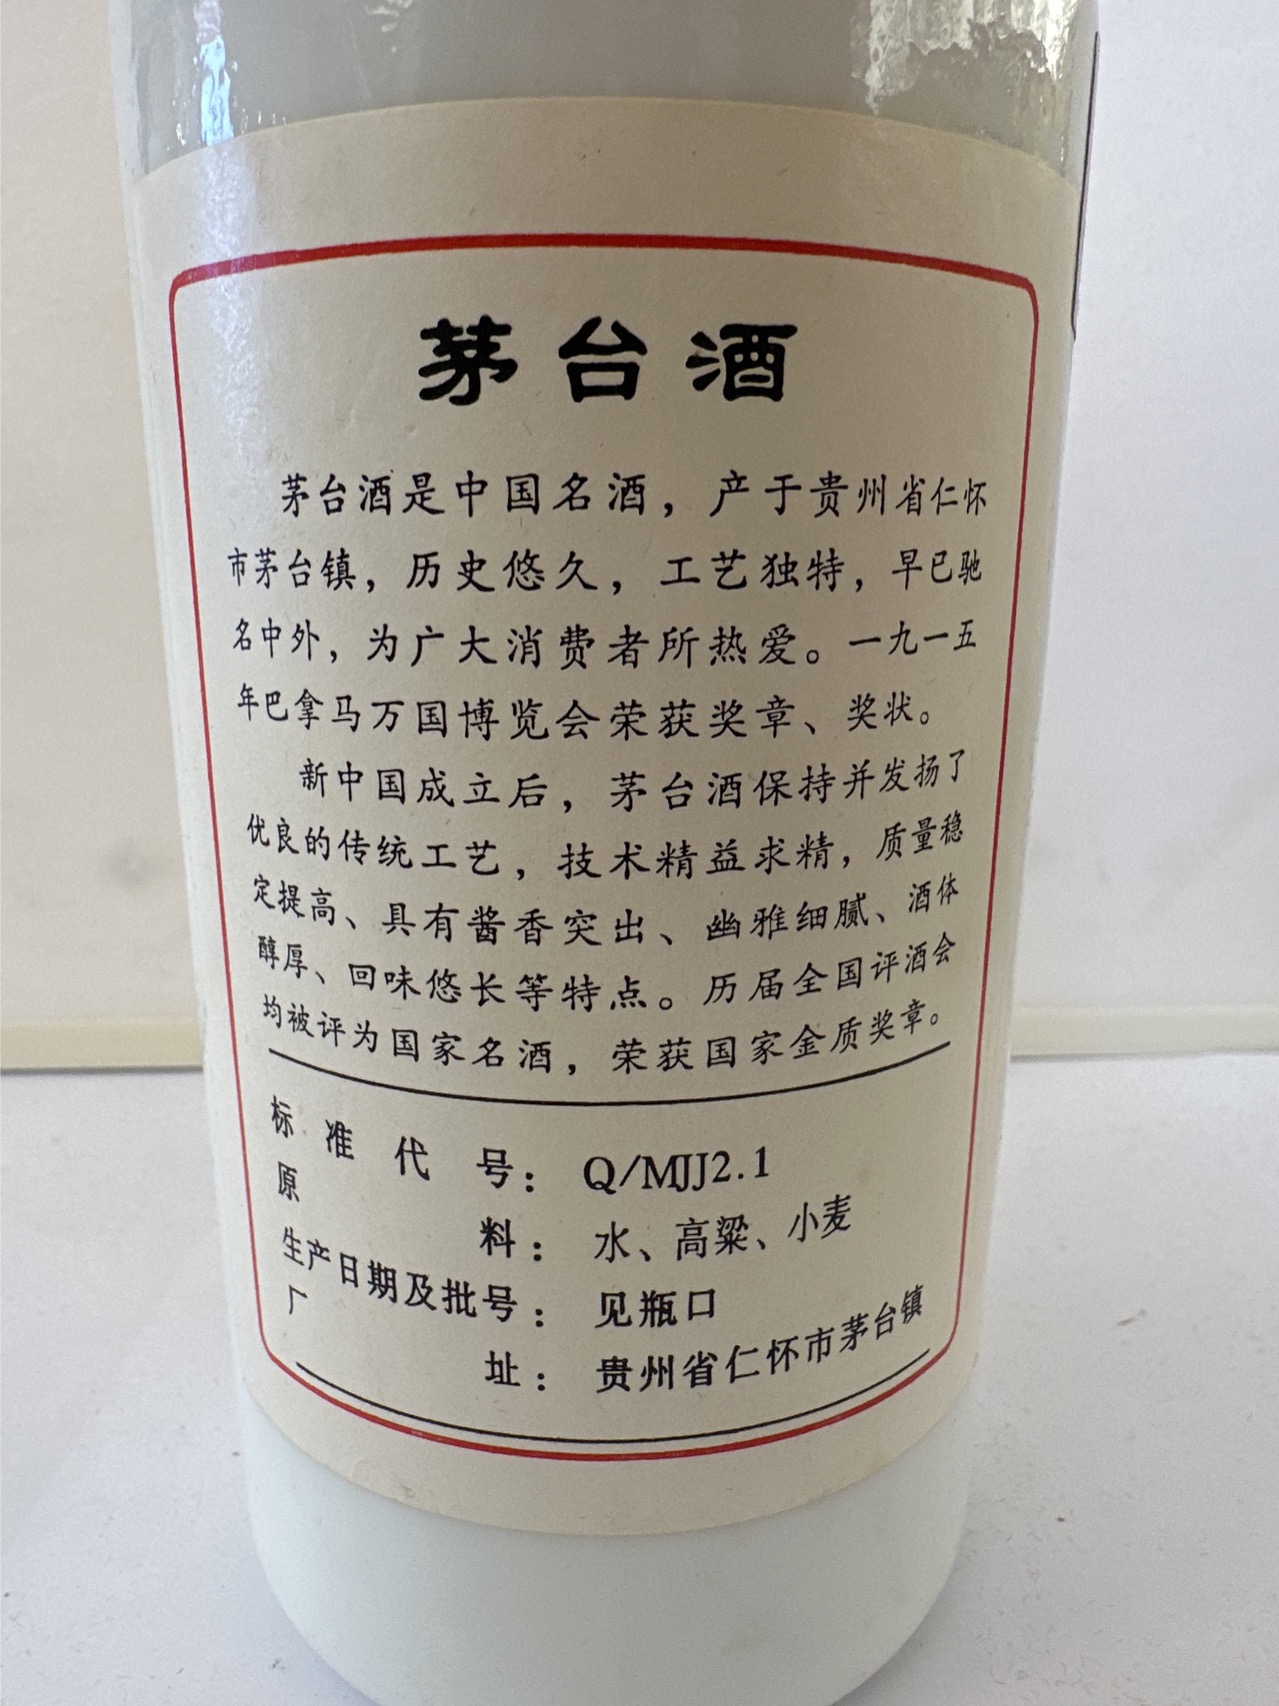 茅台酒
茅台酒是中国名酒，产于贵州省仁怀
市茅台镇，历史悠久，工艺独特，早已驰
名中外，为广大消费者所热爱。一九一五
年巴拿马万国博览会荣获奖章、奖状。
新中国成立后，茅台酒保持并发扬了
优良的传统工艺，技术精益求精，质量稳
定提高、具有酱香突出、幽雅细腻、酒体
醇厚、回味悠长等特点。历届全国评酒会
均被评为国家名酒，荣获国家金质奖章。
标准代号：Q/MJJ2.1
原料：水、高粱、小麦
生产日期及批号：见瓶口
厂址：贵州省仁怀市茅台镇